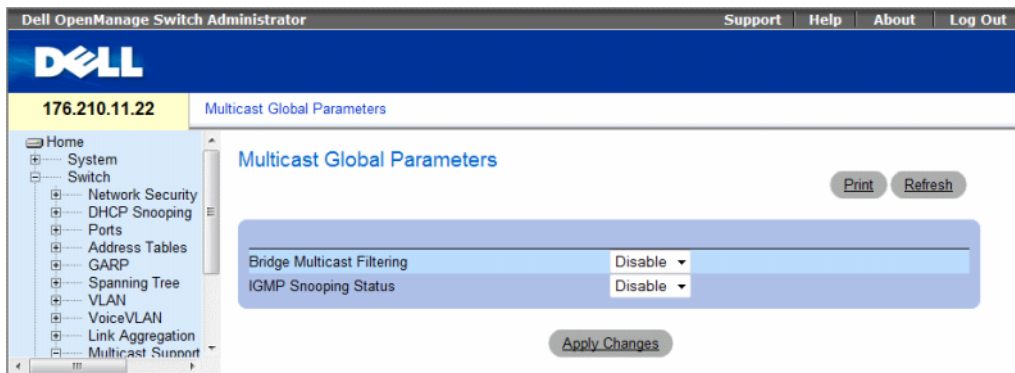 Dell OpenManage Switch Administrator
Support | Help | About | Log Out
DELL
176.210.11.22
Multicast Global Parameters
Home
System
Switch
Network Security
DHCP Snooping
Ports
Address Tables
GARP
Spanning Tree
VLAN
VoiceVLAN
Link Aggregation
Multicast Support
Multicast Global Parameters
Print
Refresh
Bridge Multicast Filtering Disable
IGMP Snooping Status Disable
Apply Changes